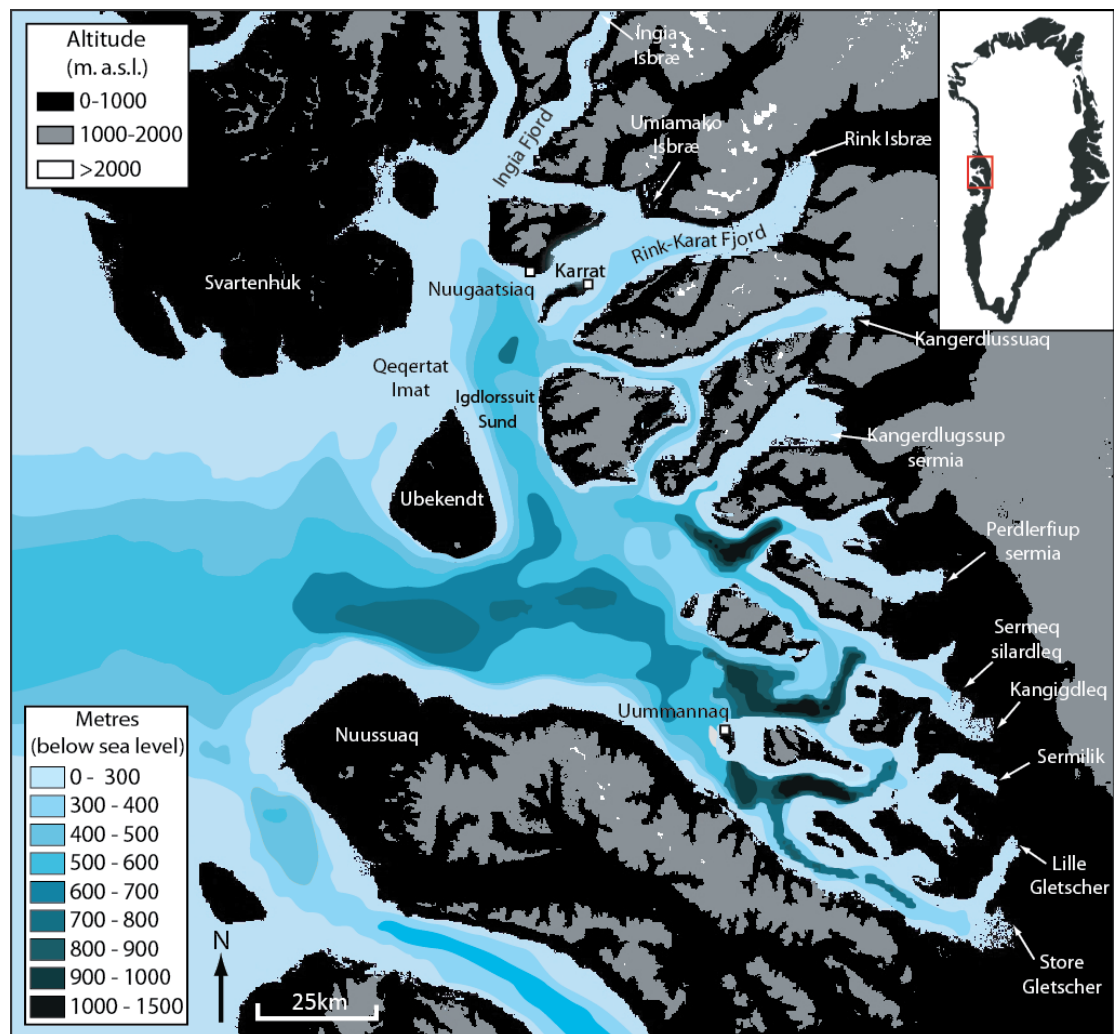 Altitude
(m. a.s.l.)
0-1000
1000-2000
>2000
Ingia
Isbræ
Umiamako
Isbræ
Rink Isbræ
Ingia Fjord
Rink-Karat Fjord
Svartenhuk
Karrat
Nuugaatsiaq
Kangerdlussuaq
Qeqertat
Imat
Igdlorssuit
Sund
Kangerdlugssup
sermia
Ubekendt
Perdlerfiup
sermia
Sermeq
silardleq
Kangigdleq
Uummannaq
Nuussuaq
Sermilik
Lille
Gletscher
Store
Gletscher
Metres
(below sea level)
0 - 300
300 - 400
400 - 500
500 - 600
600 - 700
700 - 800
800 - 900
900 - 1000
1000 - 1500
N
25km